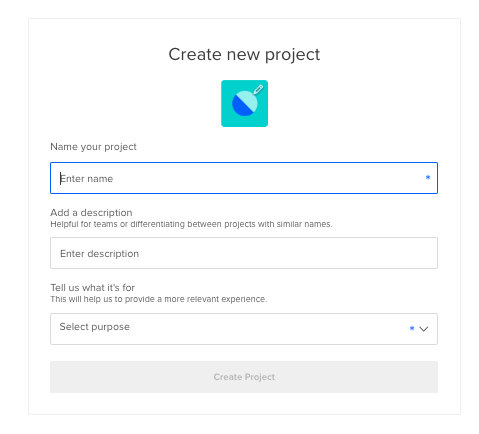 Create new project
Name your project
Enter name *
Add a description
Helpful for teams or differentiating between projects with similar names.
Enter description
Tell us what it's for
This will help us to provide a more relevant experience.
Select purpose *
Create Project